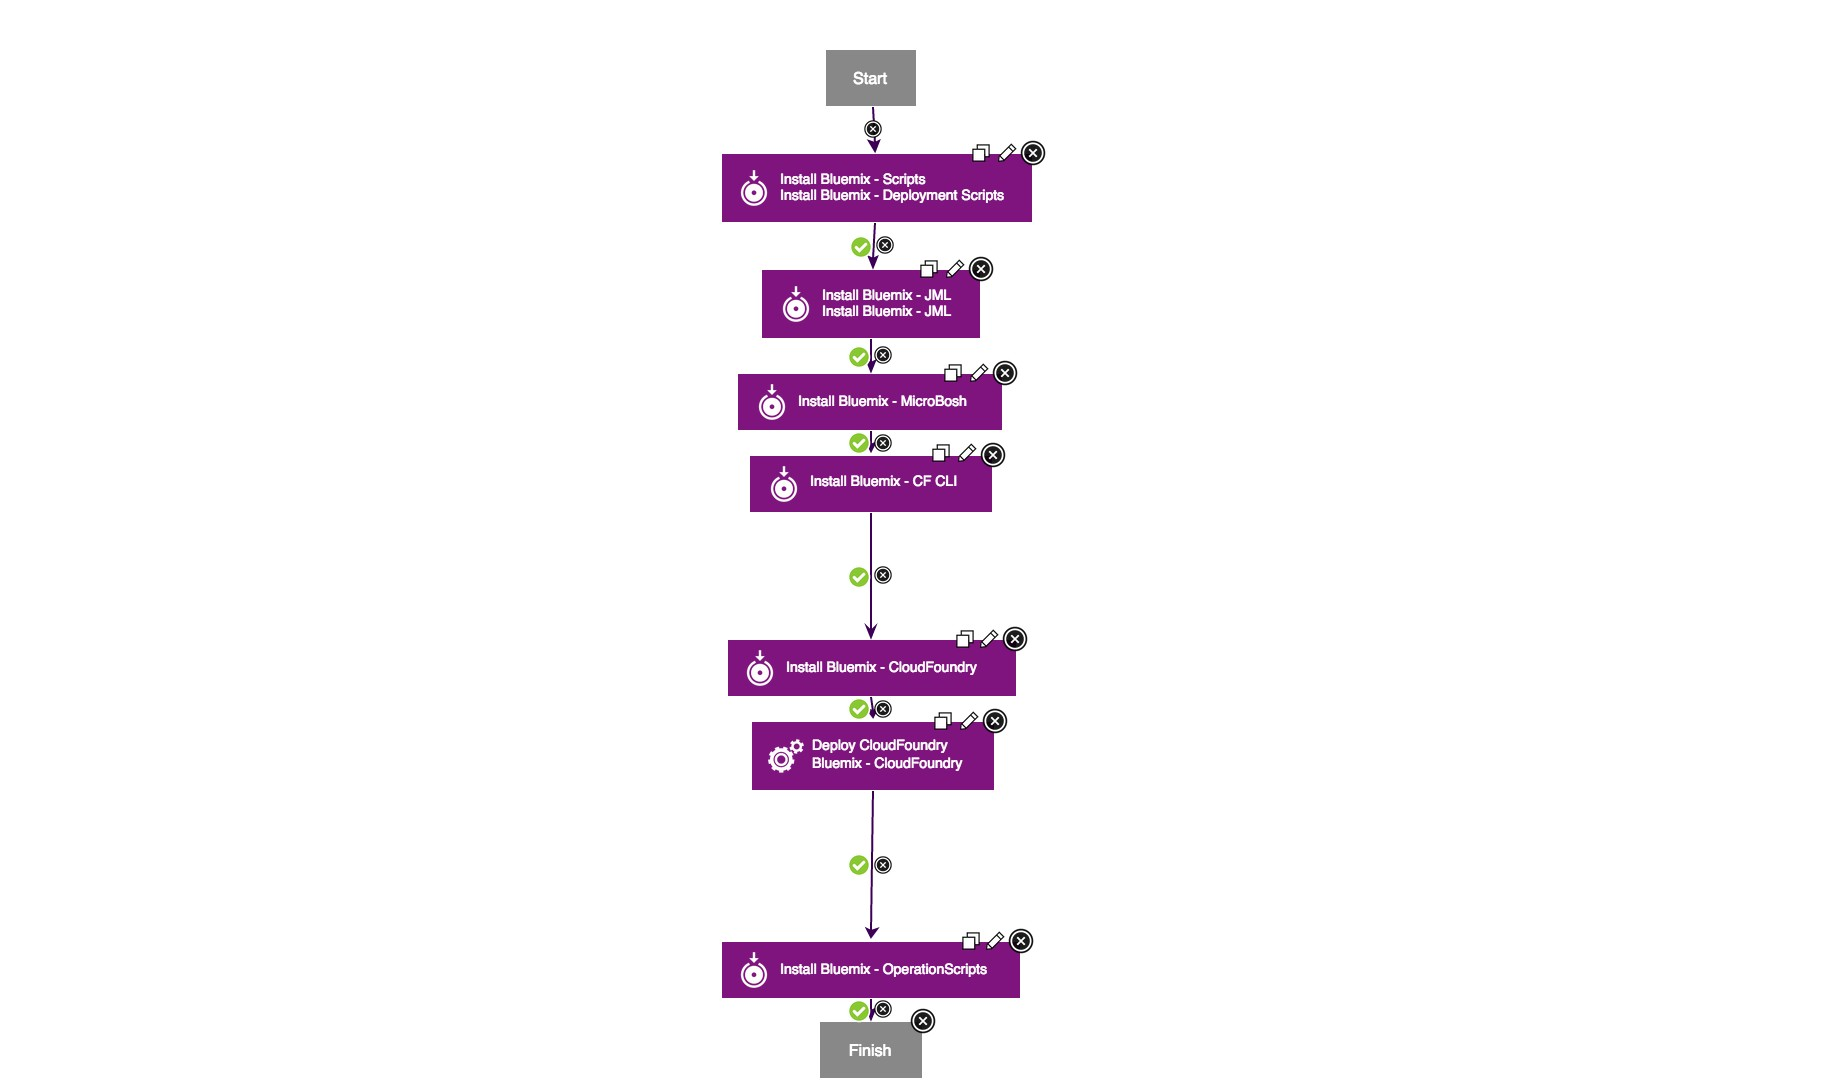 Start
Install Bluemix - Scripts
Install Bluemix - Deployment Scripts
Install Bluemix - JML
Install Bluemix - JML
Install Bluemix - MicroBosh
Install Bluemix - CF CLI
Install Bluemix - CloudFoundry
Deploy CloudFoundry
Bluemix - CloudFoundry
Install Bluemix - OperationScripts
Finish